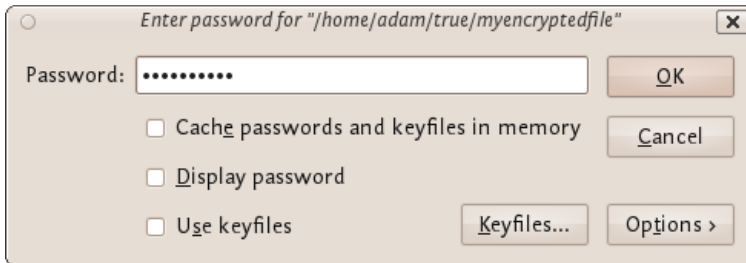 Enter password for "/home/adam/true/myencryptedfile"
Password: •••••••••• OK
Cache passwords and keyfiles in memory Cancel
Display password
Use keyfiles Keyfiles... Options >